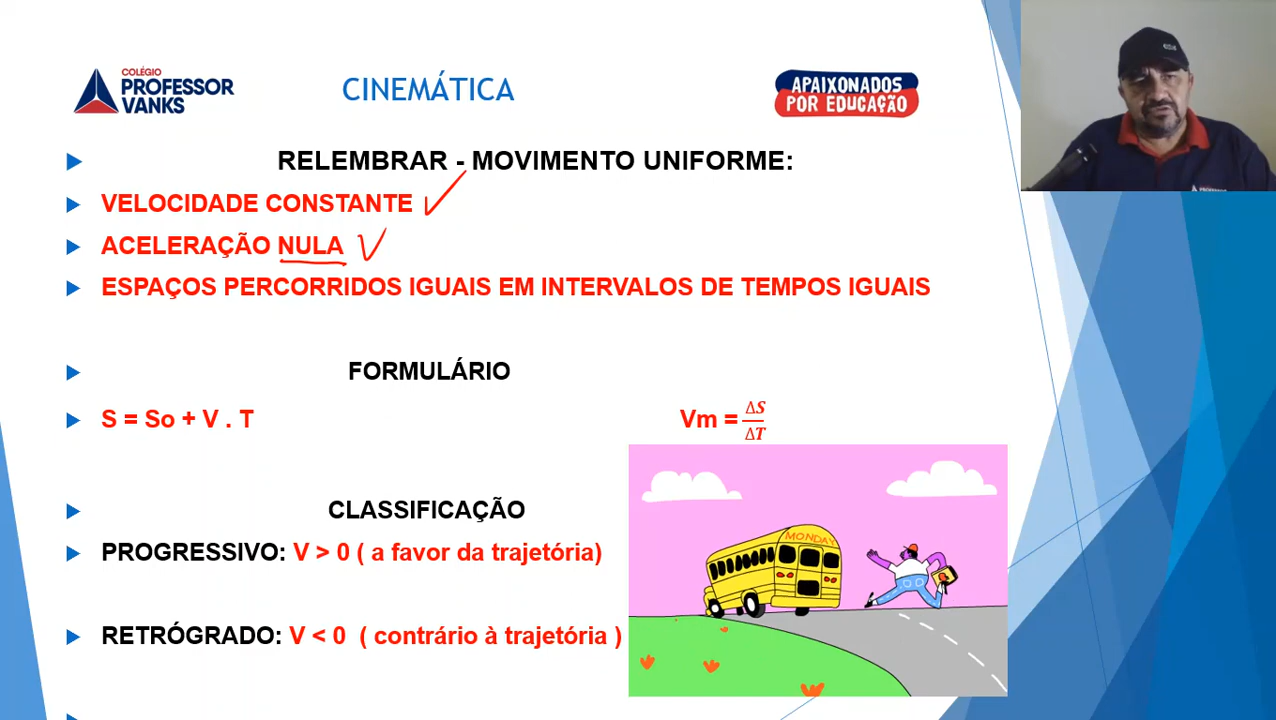 COLÉGIO
PROFESSOR
VANKS
CINEMÁTICA
APAIXONADOS
POR EDUCAÇÃO
RELEMBRAR - MOVIMENTO UNIFORME:
VELOCIDADE CONSTANTE
ACELERAÇÃO NULA
ESPAÇOS PERCORRIDOS IGUAIS EM INTERVALOS DE TEMPOS IGUAIS
FORMULÁRIO
S = So + V . T
Vm = ΔS/ΔT
CLASSIFICAÇÃO
PROGRESSIVO: V > 0 ( a favor da trajetória)
MONDAY
RETRÓGRADO: V < 0 ( contrário à trajetória )